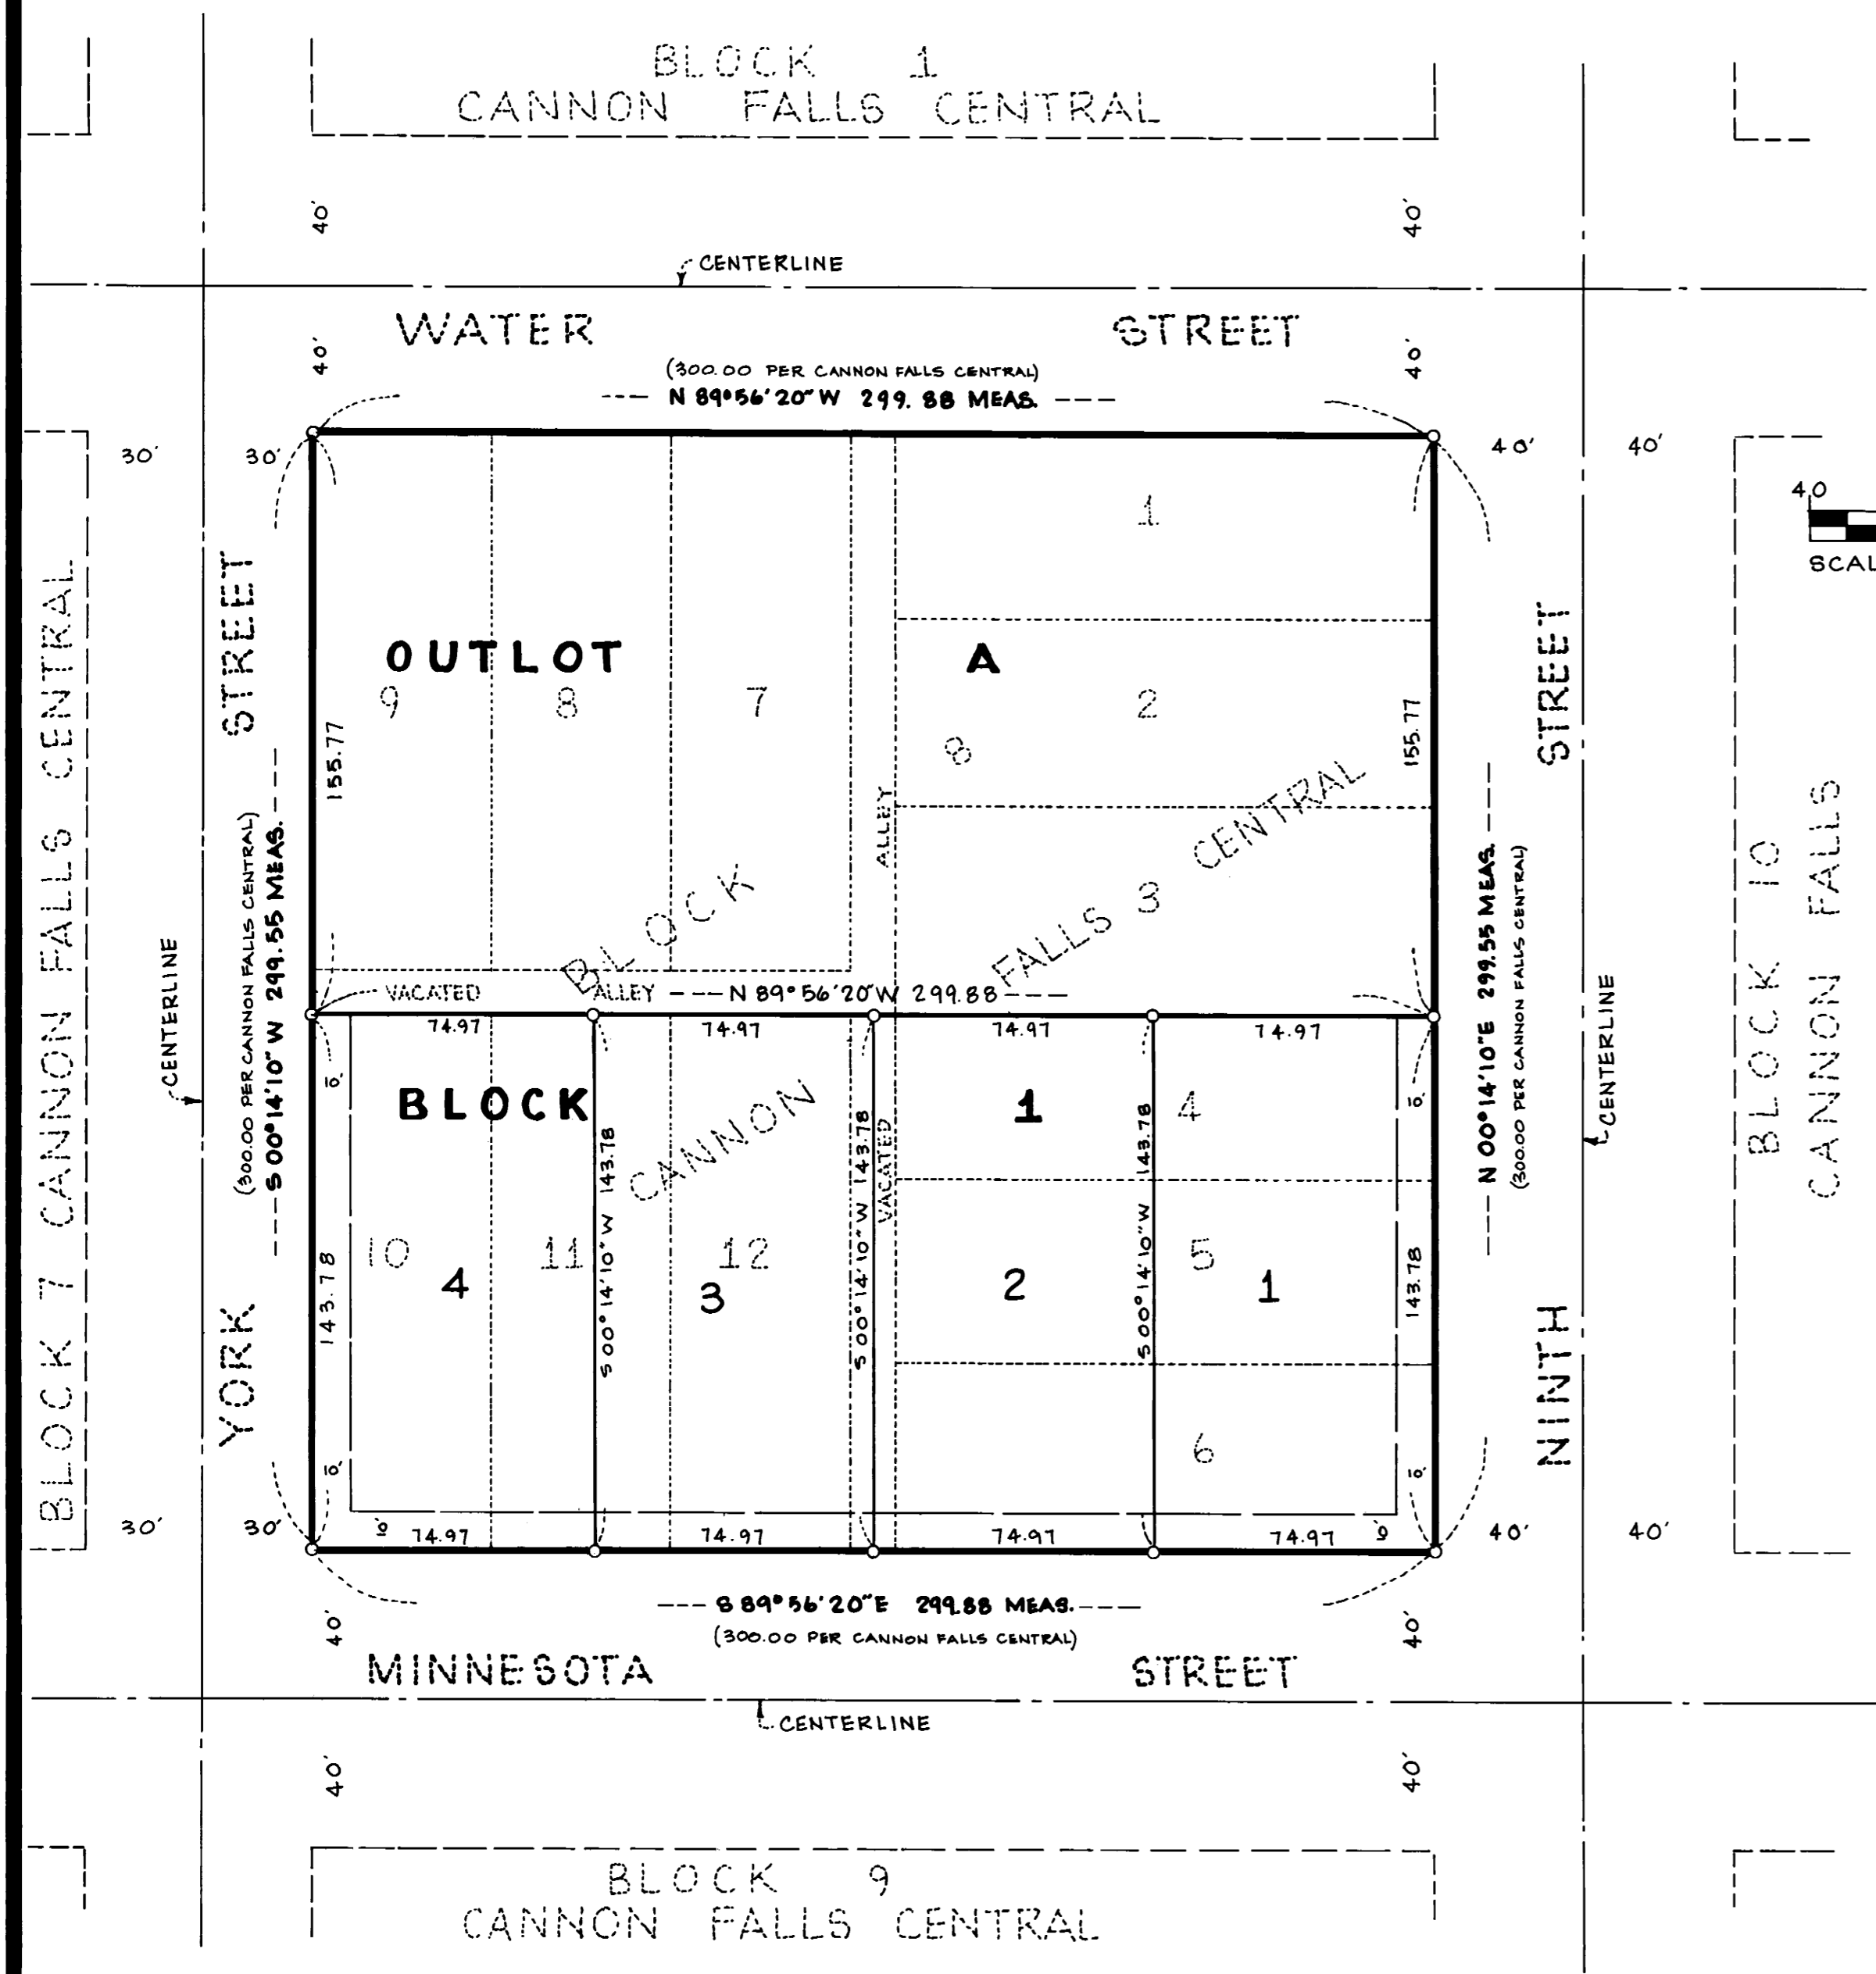 BLOCK 1
CANNON FALLS CENTRAL
40'
40'
CENTERLINE
WATER STREET
40'
40'
(300.00 PER CANNON FALLS CENTRAL)
--- N 89°56'20"W 299.88 MEAS. ---
30'
30'
40'
40'
40
SCAL
1
OUTLOT A
9
8
7
2
8
155.77
155.77
YORK STREET
NINTH STREET
BLOCK 7 CANNON FALLS CENTRAL
(300.00 PER CANNON FALLS CENTRAL)
--- S 00°14'10"W 299.55 MEAS. ---
CENTERLINE
ALLEY
BLOCK
FALLS
3
CENTRAL
--- N 00°14'10"E 299.55 MEAS. ---
(300.00 PER CANNON FALLS CENTRAL)
CENTERLINE
BLOCK 10
CANNON FALLS
VACATED ALLEY --- N 89°56'20"W 299.88 ---
74.97
74.97
74.97
74.97
10'
10'
BLOCK 1
CANNON
4
VACATED
S 00°14'10"W 143.78
S 00°14'10"W 143.78
S 00°14'10"W 143.78
143.78
143.78
10
11
12
5
4
3
2
1
6
10'
10'
30'
30'
10'
74.97
74.97
74.97
74.97
10'
40'
40'
--- S 89°56'20"E 299.88 MEAS. ---
(300.00 PER CANNON FALLS CENTRAL)
40'
40'
MINNESOTA STREET
CENTERLINE
40'
40'
BLOCK 9
CANNON FALLS CENTRAL